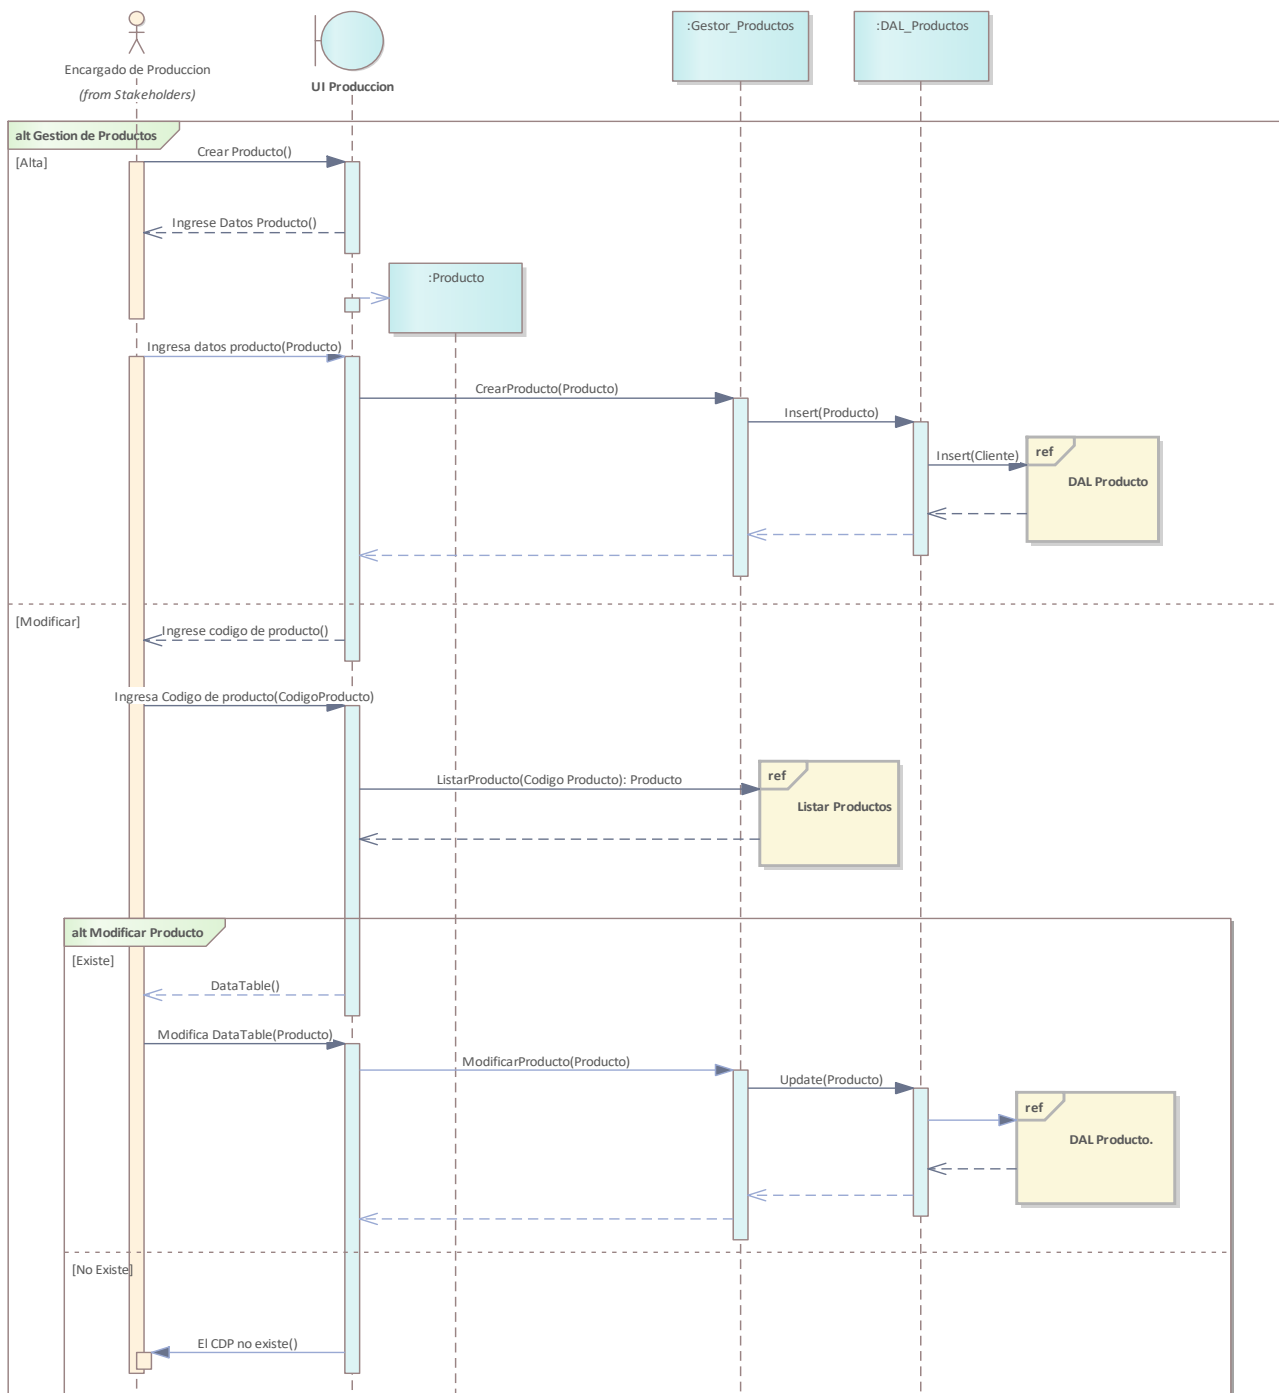 :Gestor_Productos
:DAL_Productos
Encargado de Produccion
(from Stakeholders)
UI Produccion
alt Gestion de Productos
[Alta]
Crear Producto()
Ingrese Datos Producto()
:Producto
Ingresa datos producto(Producto)
CrearProducto(Producto)
Insert(Producto)
ref
Insert(Cliente)
DAL Producto
[Modificar]
Ingrese codigo de producto()
Ingresa Codigo de producto(CodigoProducto)
ref
ListarProducto(Codigo Producto): Producto
Listar Productos
alt Modificar Producto
[Existe]
DataTable()
Modifica DataTable(Producto)
ModificarProducto(Producto)
Update(Producto)
ref
DAL Producto.
[No Existe]
El CDP no existe()